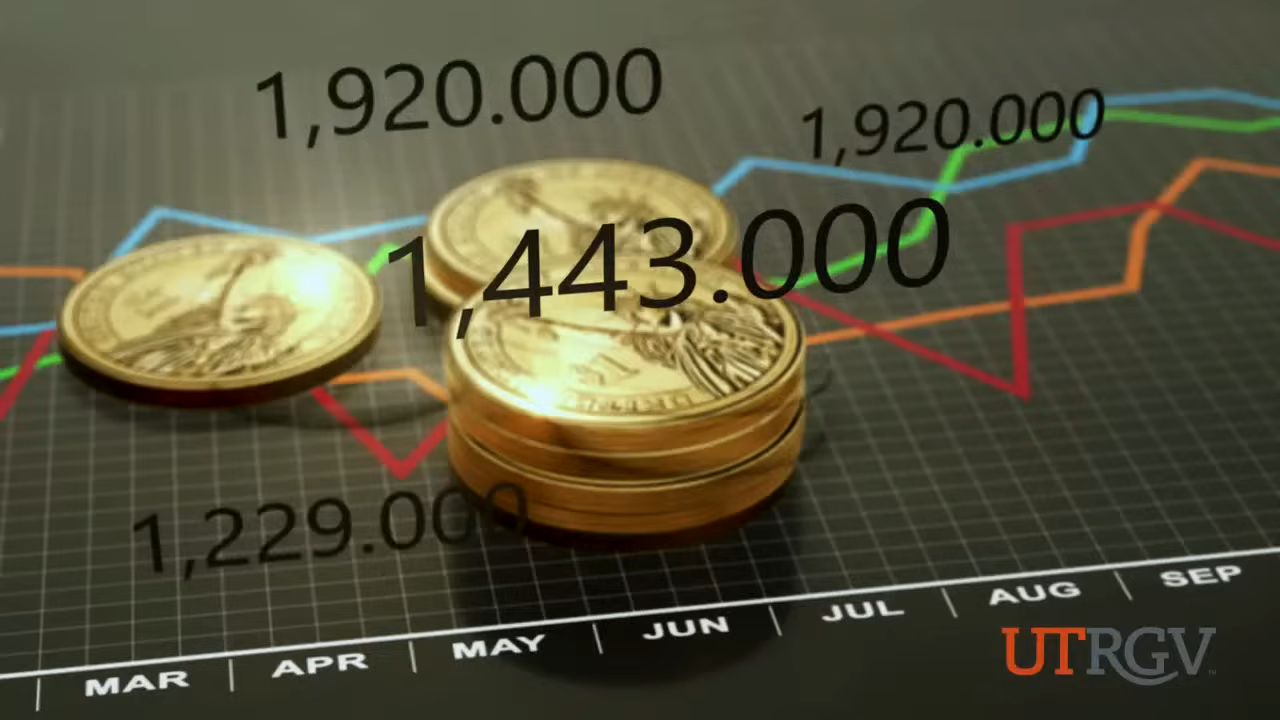 1,920.000
1,920.000
1,443.000
1,229.000
MAR APR MAY JUN JUL AUG SEP
UTRGV